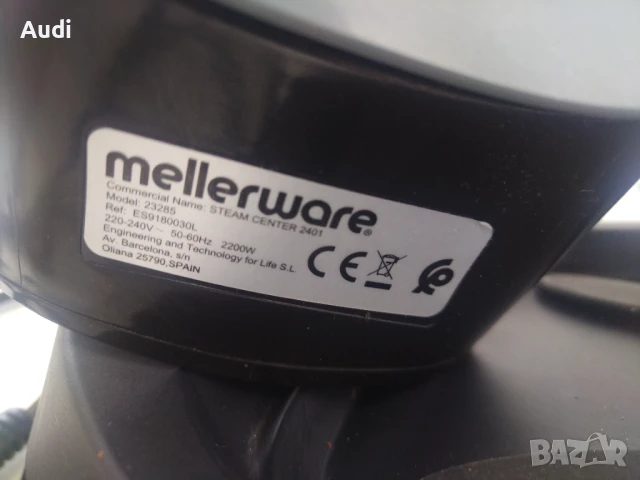 Audi
mellerware®
Commercial Name: STEAM CENTER 2401
Model: 23285
Ref: ES9180030L
220-240V~ 50-60Hz 2200W
Engineering and Technology for Life S.L.
Av. Barcelona, s/n
Oliana 25790,SPAIN
CE
BAZAR